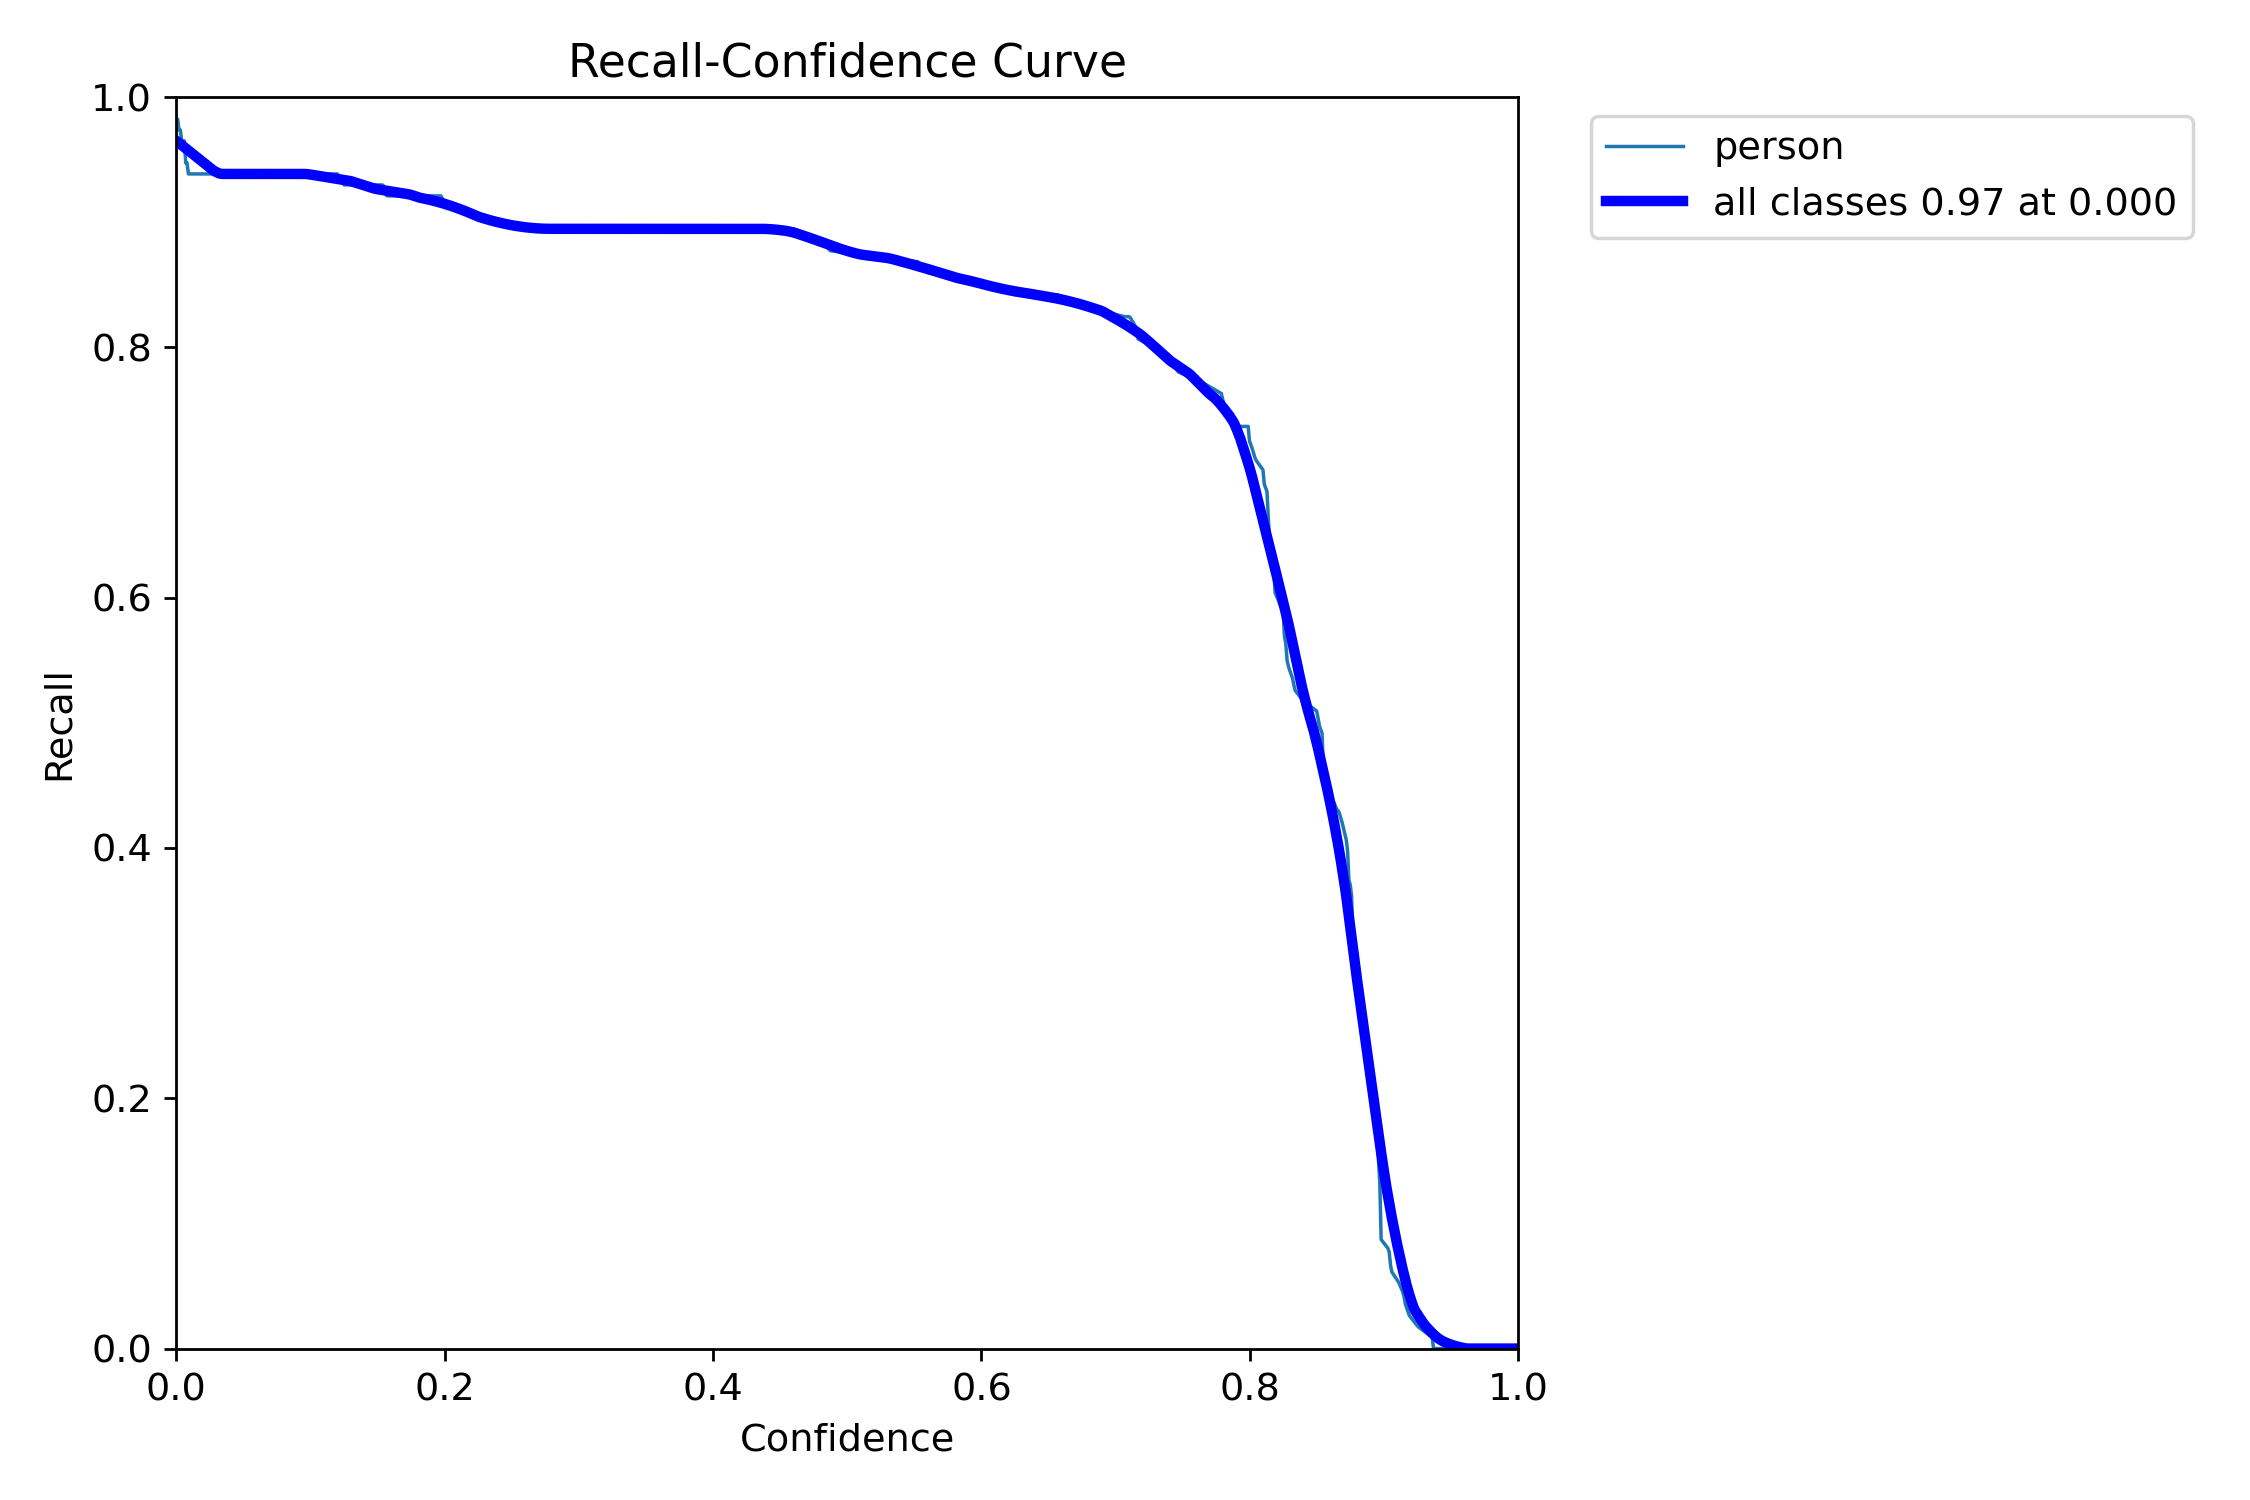 Recall-Confidence Curve
person
all classes 0.97 at 0.000
1.0
0.8
0.6
0.4
0.2
0.0
Recall
0.0 0.2 0.4 0.6 0.8 1.0
Confidence